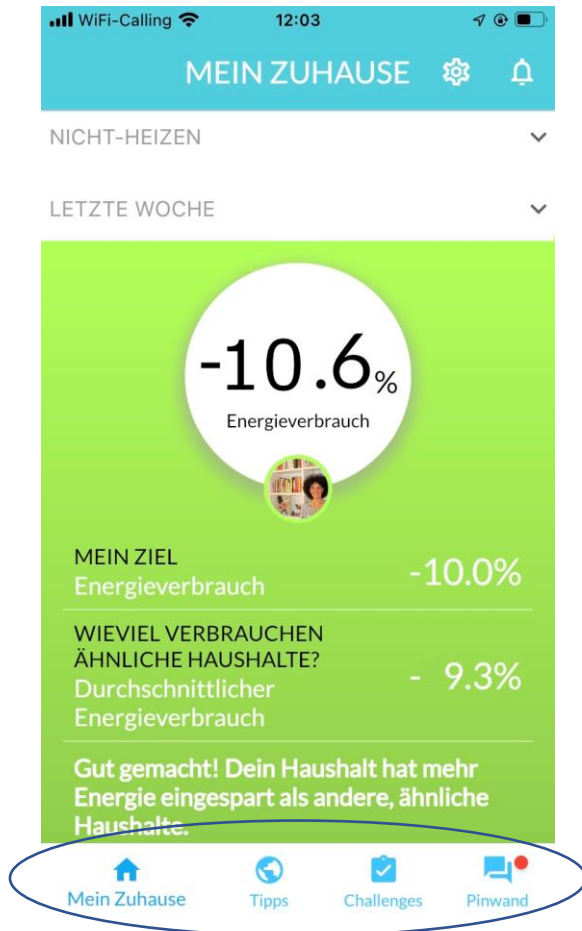 WiFi-Calling 12:03
MEIN ZUHAUSE
NICHT-HEIZEN
LETZTE WOCHE
-10.6%
Energieverbrauch
MEIN ZIEL
Energieverbrauch
-10.0%
WIEVIEL VERBRAUCHEN
ÄHNLICHE HAUSHALTE?
Durchschnittlicher
Energieverbrauch
- 9.3%
Gut gemacht! Dein Haushalt hat mehr
Energie eingespart als andere, ähnliche
Haushalte.
Mein Zuhause Tipps Challenges Pinwand